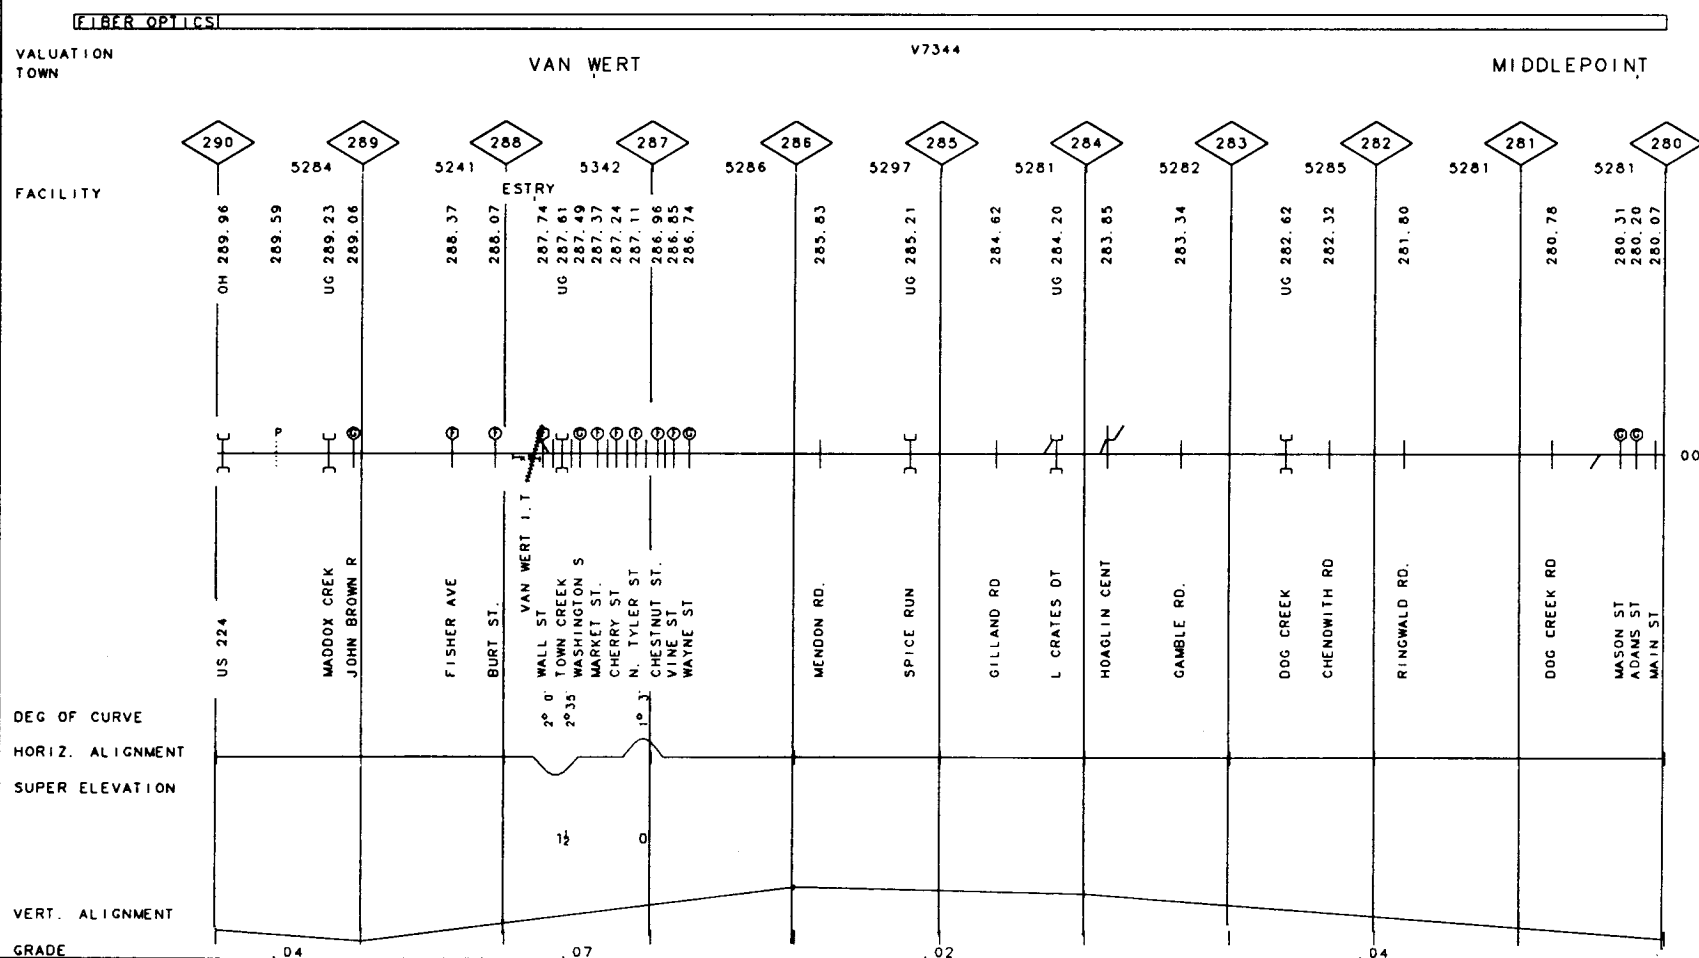 FIBER OPTICS
VALUATION V7344
TOWN VAN WERT MIDDLEPOINT
290 289 288 287 286 285 284 283 282 281 280
5284 5241 5342 5286 5297 5281 5282 5285 5281 5281
FACILITY ESTRY
OH 289.96
289.59
UG 289.23
289.06
288.37
288.07
287.74
UG 287.61
287.49
287.37
287.24
287.11
286.96
286.85
286.74
285.83
UG 285.21
284.62
UG 284.20
283.85
283.34
UG 282.62
282.32
281.80
280.78
280.31
280.20
280.07
P G F F G F F F F F G G G
00
US 224
MADDOX CREK
JOHN BROWN R
FISHER AVE
BURT ST.
VAN WERT I.T
WALL ST
TOWN CREEK
WASHINGTON S
MARKET ST.
CHERRY ST
N. TYLER ST
CHESTNUT ST.
VINE ST
WAYNE ST
MENDON RD.
SPICE RUN
GILLAND RD
L CRATES DT
HOAGLIN CENT
GAMBLE RD.
DOG CREEK
CHENDWITH RD
RINGWALD RD.
DOG CREEK RD
MASON ST
ADAMS ST
MAIN ST
DEG OF CURVE 2° 0' 2°35' 1° 3'
HORIZ. ALIGNMENT
SUPER ELEVATION
1½ 0
VERT. ALIGNMENT
GRADE .04 .07 .02 .04